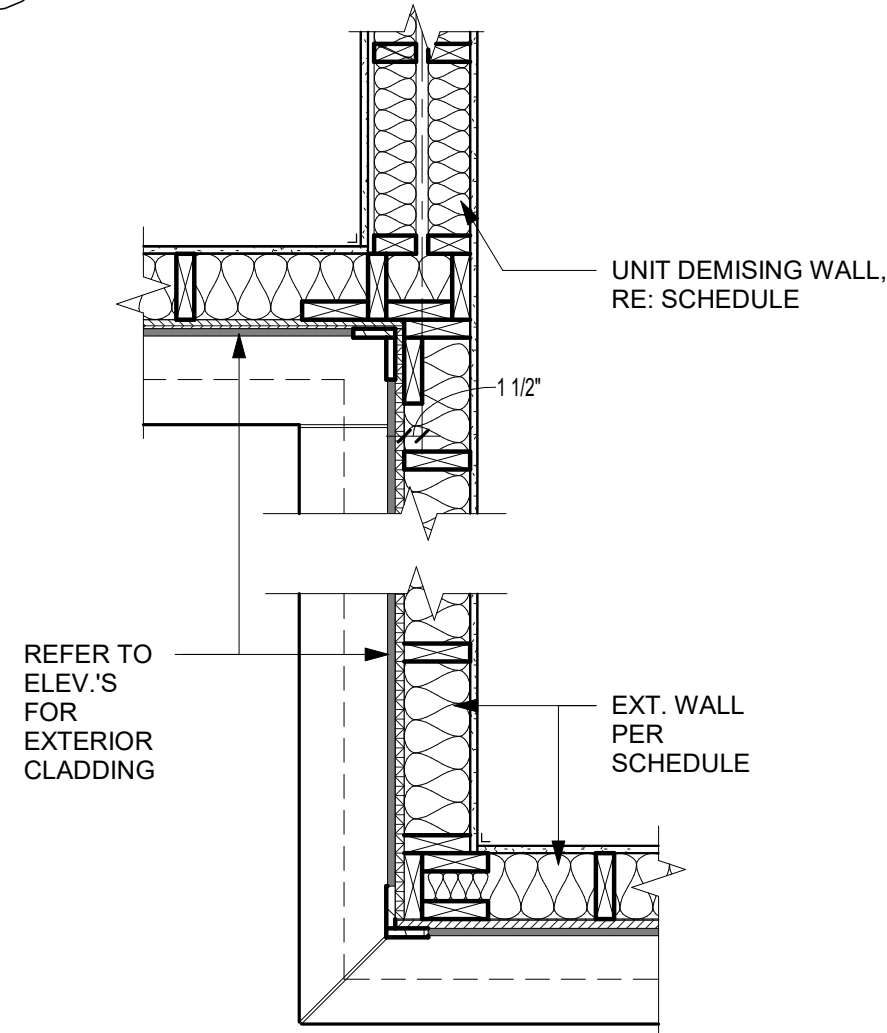 UNIT DEMISING WALL,
RE: SCHEDULE
1 1/2"
REFER TO
ELEV.'S
FOR
EXTERIOR
CLADDING
EXT. WALL
PER
SCHEDULE